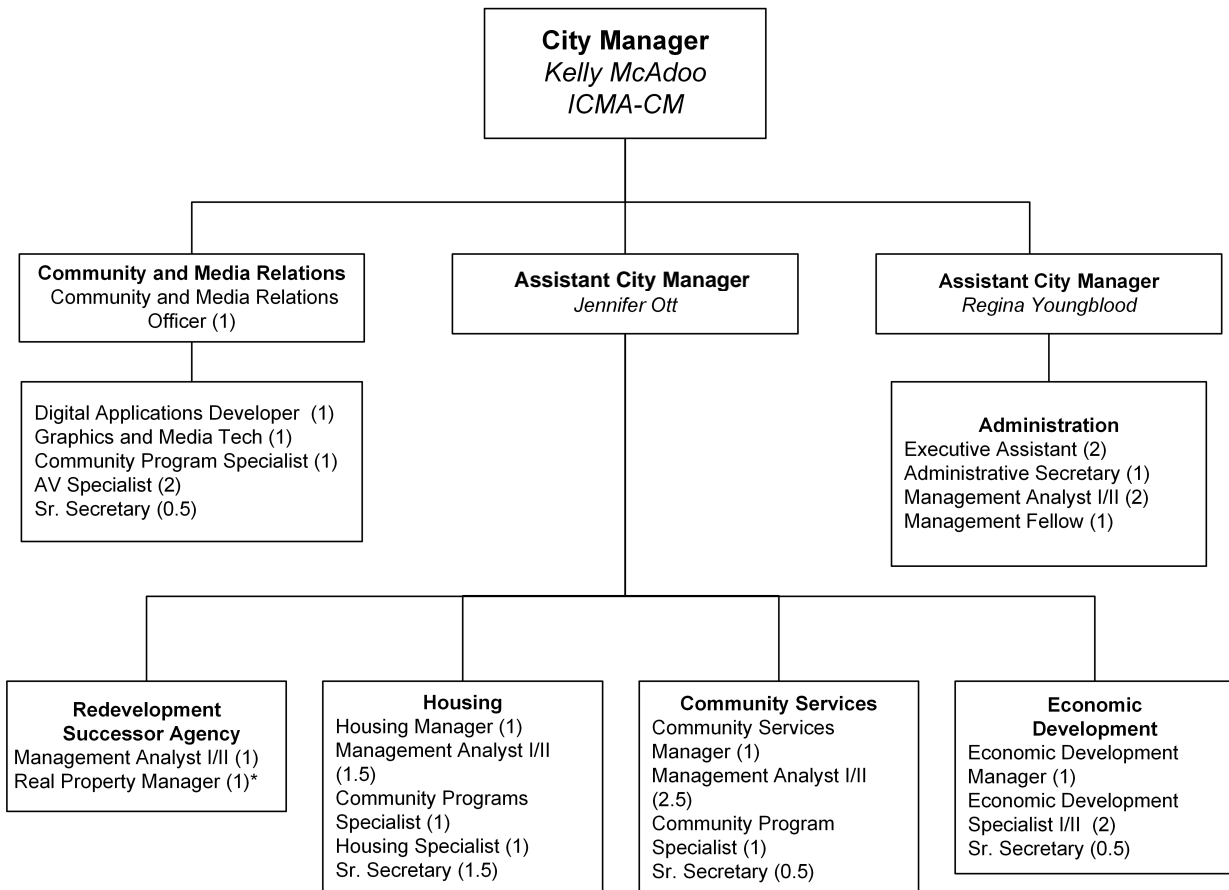 City Manager
Kelly McAdoo
ICMA-CM
Community and Media Relations
Community and Media Relations
Officer (1)
Assistant City Manager
Jennifer Ott
Assistant City Manager
Regina Youngblood
Digital Applications Developer  (1)
Graphics and Media Tech (1)
Community Program Specialist (1)
AV Specialist (2)
Sr. Secretary (0.5)
Administration
Executive Assistant (2)
Administrative Secretary (1)
Management Analyst I/II (2)
Management Fellow (1)
Redevelopment
Successor Agency
Management Analyst I/II (1)
Real Property Manager (1)*
Housing
Housing Manager (1)
Management Analyst I/II
(1.5)
Community Programs
Specialist (1)
Housing Specialist (1)
Sr. Secretary (1.5)
Community Services
Community Services
Manager (1)
Management Analyst I/II
(2.5)
Community Program
Specialist (1)
Sr. Secretary (0.5)
Economic
Development
Economic Development
Manager (1)
Economic Development
Specialist I/II  (2)
Sr. Secretary (0.5)